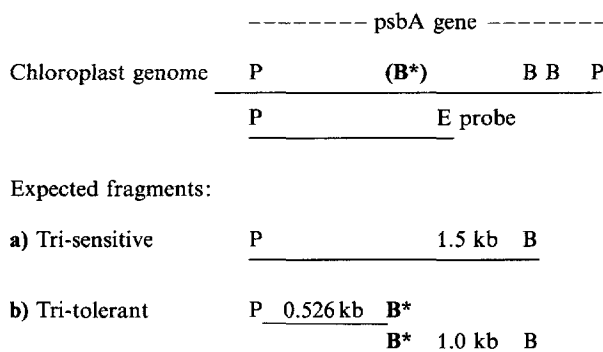 -------- psbA gene --------
Chloroplast genome P (B*) B B P
P E probe
Expected fragments:
a) Tri-sensitive P 1.5 kb B
b) Tri-tolerant P 0.526 kb B*
B* 1.0 kb B